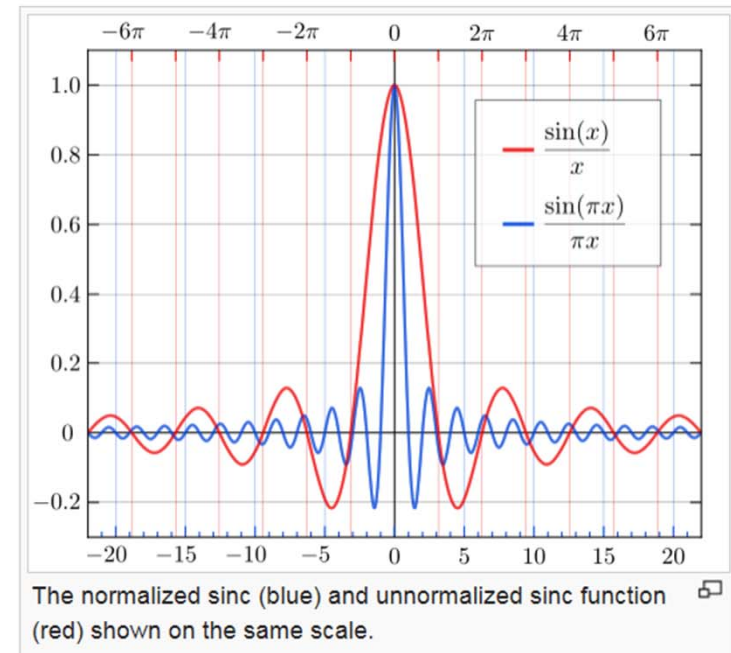 −6π −4π −2π 0 2π 4π 6π
1.0
0.8
0.6
0.4
0.2
0
−0.2
sin(x)
x
sin(πx)
πx
−20 −15 −10 −5 0 5 10 15 20
The normalized sinc (blue) and unnormalized sinc function
(red) shown on the same scale.